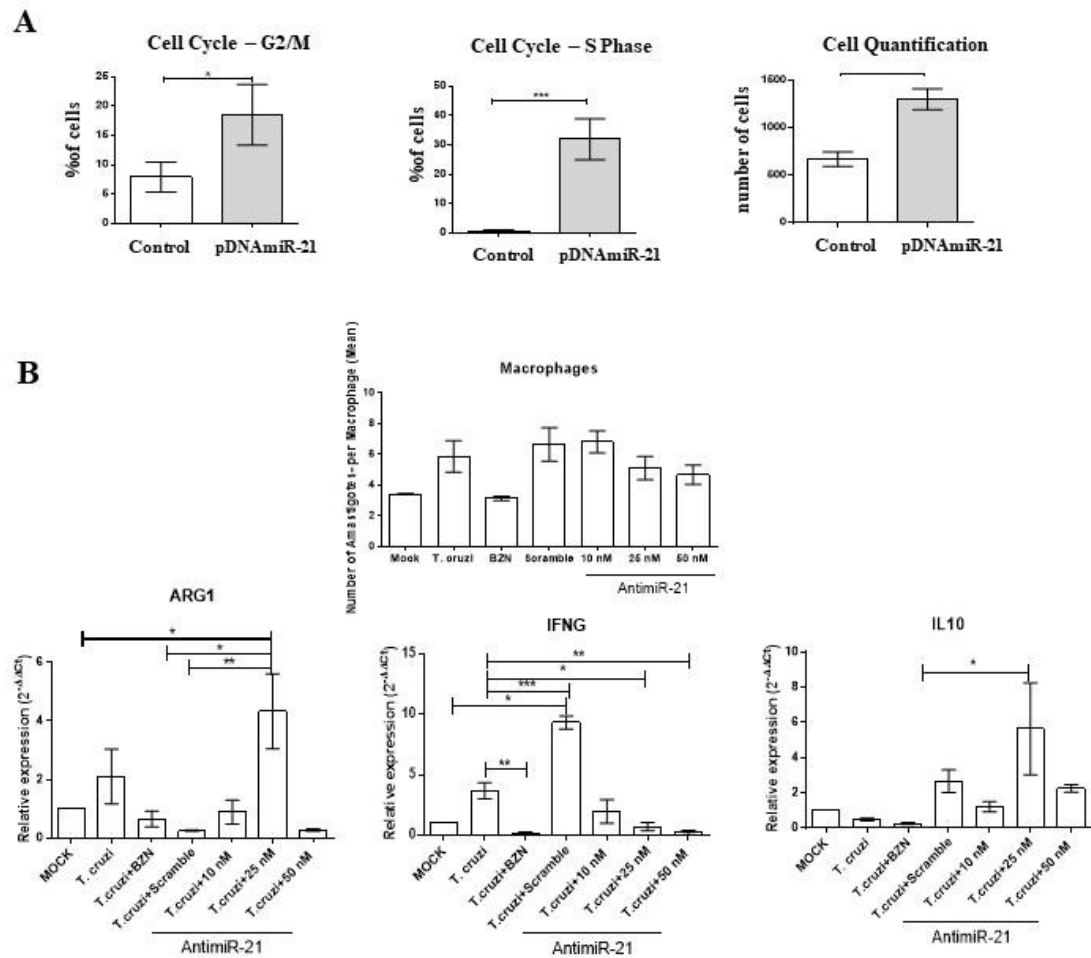 A
Cell Cycle – G2/M
Cell Cycle – S Phase
Cell Quantification
%of cells
25
20
15
10
5
0
*
Control
pDNAmiR-21
%of cells
50
40
30
20
10
0
***
Control
pDNAmiR-21
number of cells
1500
1000
500
0
Control
pDNAmiR-21
B
Macrophages
Number of Amastigotes- per Macrophage (Mean)
10
8
6
4
2
0
Mock
T. cruzi
BZN
Scramble
10 nM
25 nM
50 nM
AntimiR-21
ARG1
Relative expression (2-ΔΔCt)
6
4
2
0
*
*
**
MOCK
T. cruzi
T.cruzi+BZN
T.cruzi+Scramble
T.cruzi+10 nM
T.cruzi+25 nM
T.cruzi+50 nM
AntimiR-21
IFNG
Relative expression (2-ΔΔCt)
15
10
5
0
**
*
***
*
**
MOCK
T. cruzi
T.cruzi+BZN
T.cruzi+Scramble
T.cruzi+10 nM
T.cruzi+25 nM
T.cruzi+50 nM
AntimiR-21
IL10
Relative expression (2-ΔΔCt)
10
8
6
4
2
0
*
MOCK
T. cruzi
T.cruzi+BZN
T.cruzi+Scramble
T.cruzi+10 nM
T.cruzi+25 nM
T.cruzi+50 nM
AntimiR-21